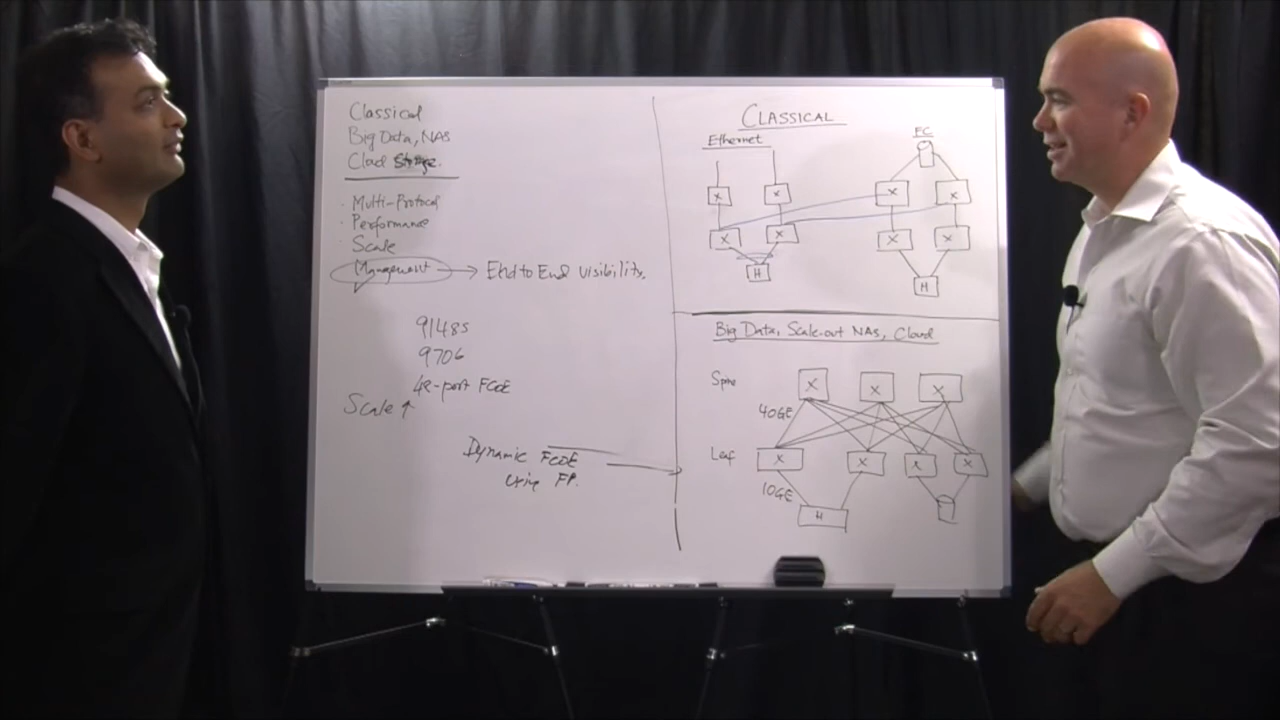 Classical
Big Data, NAS
Cloud Storage.
· Multi-Protocol
· Performance
· Scale
Management → End to End visibility.
9148S
9706
48-port FCoE
Scale ↑
Dynamic FCOE
using FP.
CLASSICAL
Ethernet
FC
X X X X
X X X X
H H
Big Data, Scale-out NAS, Cloud
Spine X X X
40GE
Leaf X X X X
10GE
H